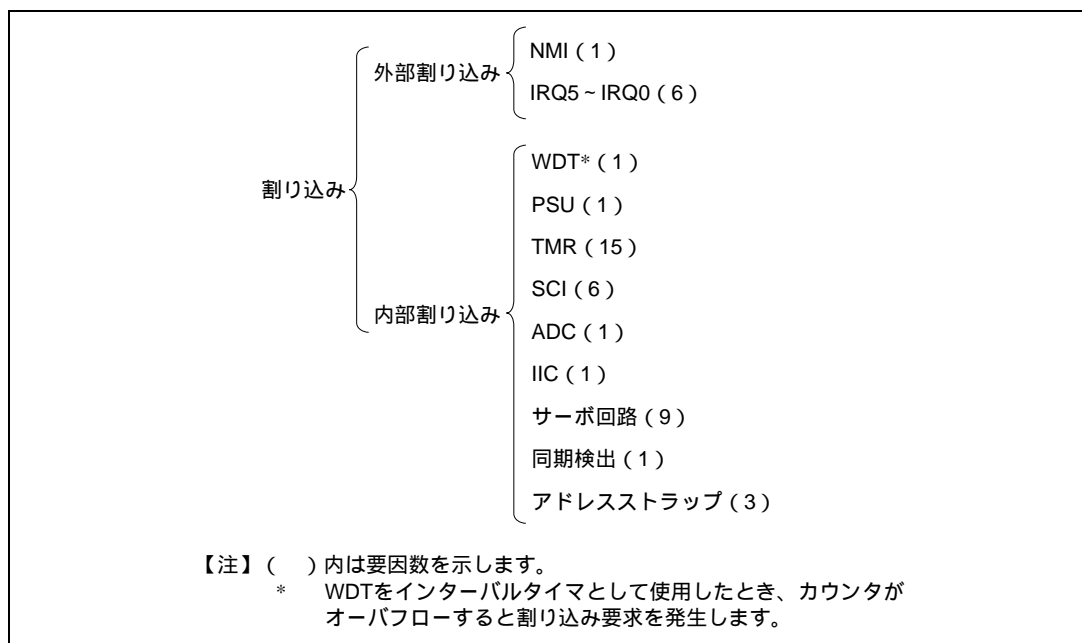 割り込み
外部割り込み
NMI（1）
IRQ5～IRQ0（6）
内部割り込み
WDT*（1）
PSU（1）
TMR（15）
SCI（6）
ADC（1）
IIC（1）
サーボ回路（9）
同期検出（1）
アドレスストラップ（3）
【注】（　）内は要因数を示します。
* WDTをインターバルタイマとして使用したとき、カウンタが
オーバフローすると割り込み要求を発生します。